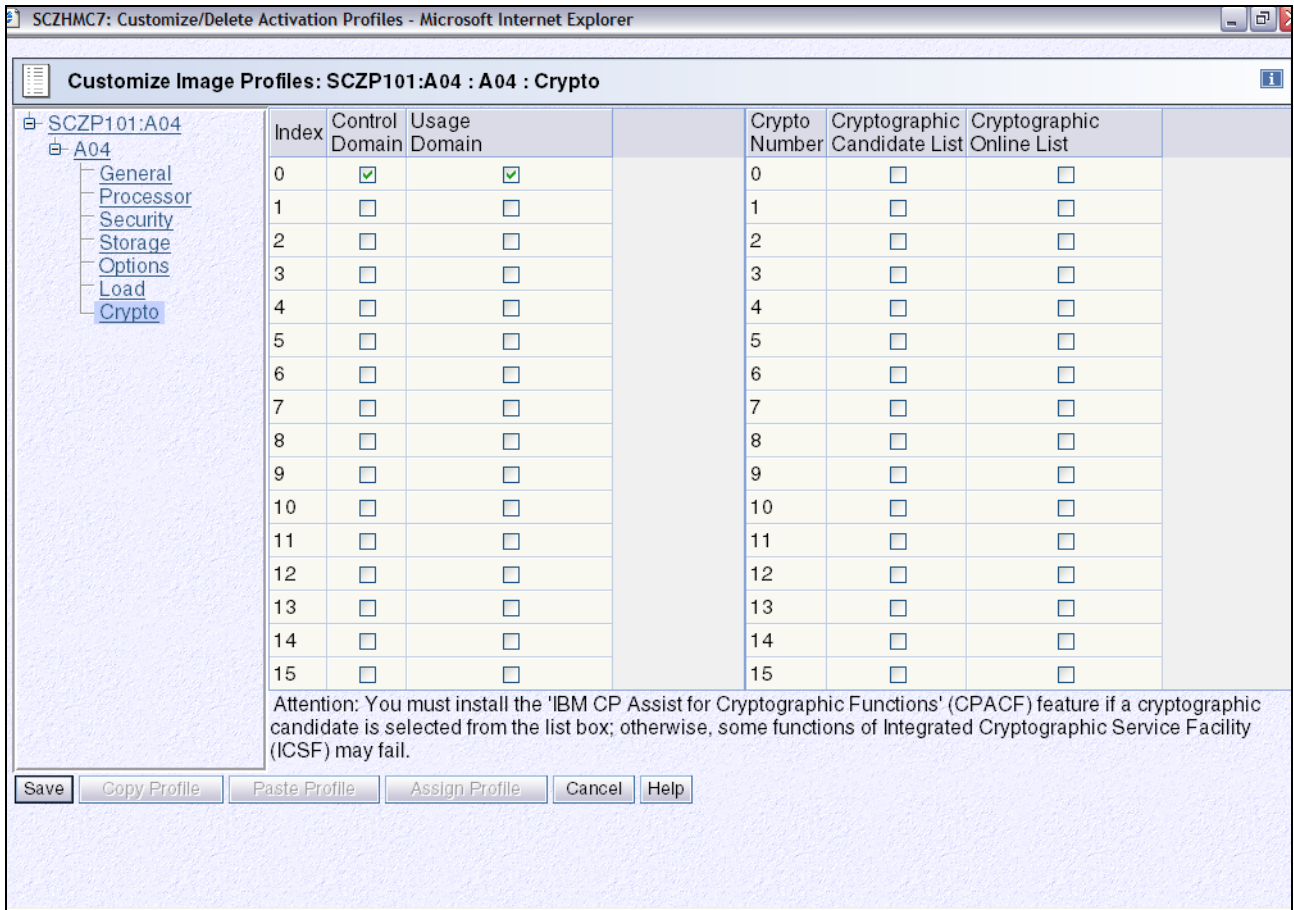 SCZHMC7: Customize/Delete Activation Profiles - Microsoft Internet Explorer
Customize Image Profiles: SCZP101:A04 : A04 : Crypto
i
SCZP101:A04
A04
General
Processor
Security
Storage
Options
Load
Crypto
Index Control Domain Usage Domain
0
1
2
3
4
5
6
7
8
9
10
11
12
13
14
15
Crypto Number Cryptographic Candidate List Cryptographic Online List
0
1
2
3
4
5
6
7
8
9
10
11
12
13
14
15
Attention: You must install the 'IBM CP Assist for Cryptographic Functions' (CPACF) feature if a cryptographic
candidate is selected from the list box; otherwise, some functions of Integrated Cryptographic Service Facility
(ICSF) may fail.
Save Copy Profile Paste Profile Assign Profile Cancel Help